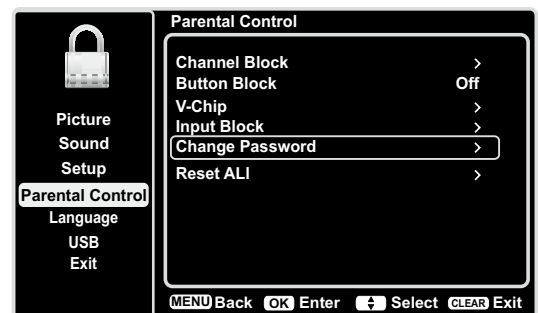 Parental Control
Channel Block >
Button Block Off
V-Chip >
Input Block >
Change Password >
Reset ALl >
Picture
Sound
Setup
Parental Control
Language
USB
Exit
MENU Back OK Enter Select CLEAR Exit